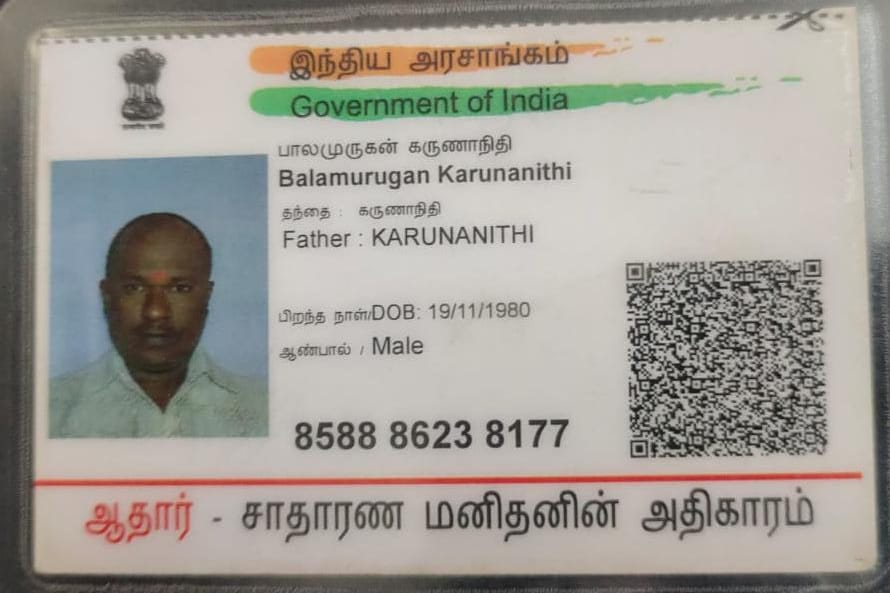 இந்திய அரசாங்கம்
Government of India
பாலமுருகன் கருணாநிதி
Balamurugan Karunanithi
தந்தை : கருணாநிதி
Father : KARUNANITHI
பிறந்த நாள்/DOB: 19/11/1980
ஆண்பால் / Male
8588 8623 8177
ஆதார் - சாதாரண மனிதனின் அதிகாரம்